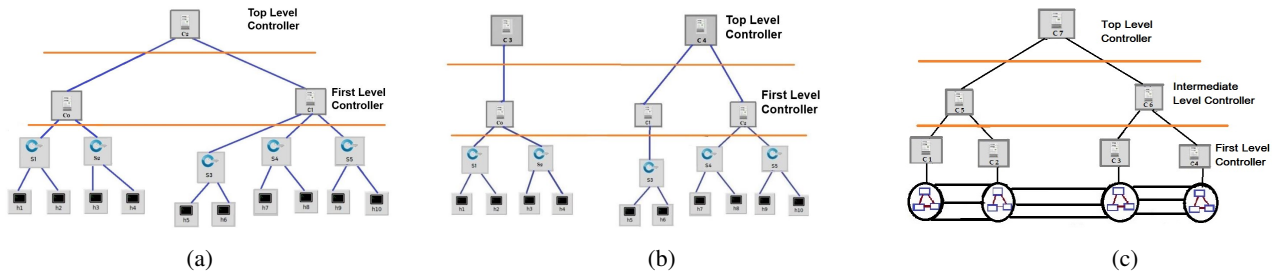 Top Level
Controller
C2
First Level
Controller
C0
C1
S1
S2
S3
S4
S5
h1
h2
h3
h4
h5
h6
h7
h8
h9
h10
(a)
C 3
C 4
Top Level
Controller
C0
C1
C2
First Level
Controller
S1
S2
S3
S4
S5
h1
h2
h3
h4
h5
h6
h7
h8
h9
h10
(b)
C 7
Top Level
Controller
C 5
C 6
Intermediate
Level Controller
C 1
C 2
C 3
C4
First Level
Controller
(c)